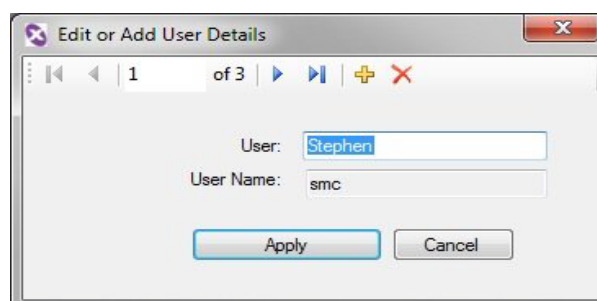 Edit or Add User Details
1 of 3
User: Stephen
User Name: smc
Apply Cancel